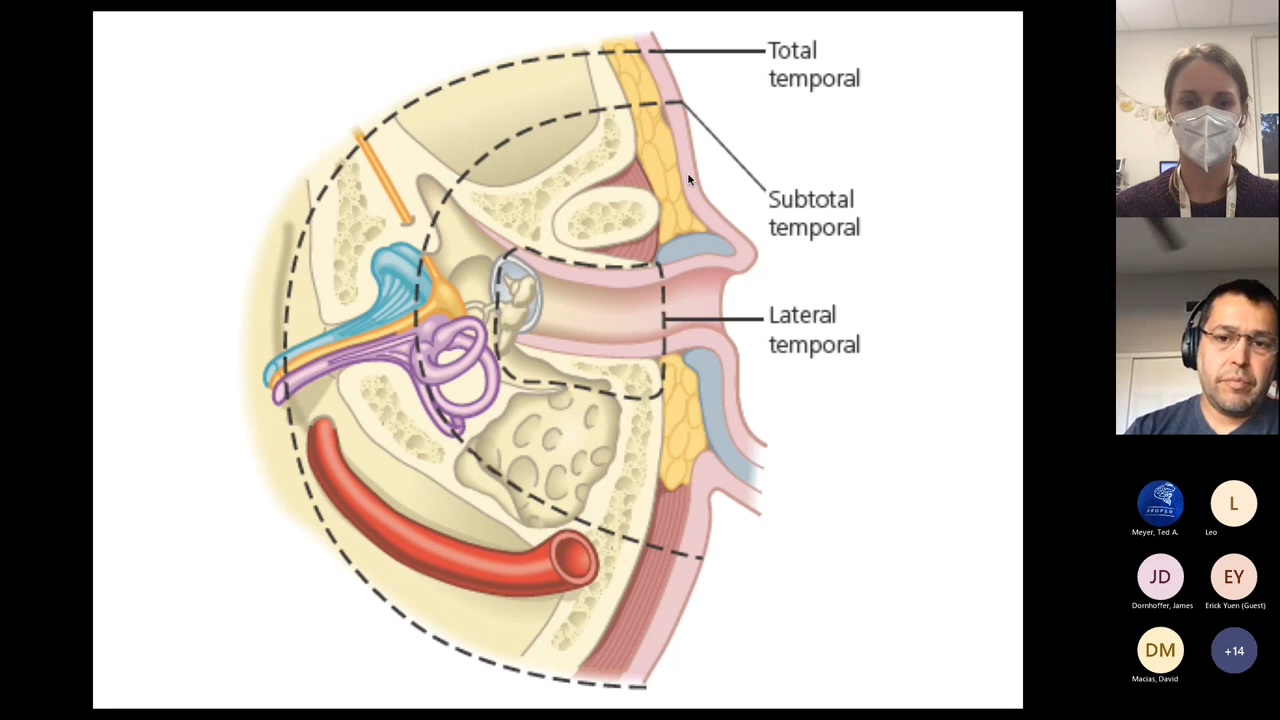 Total
temporal
Subtotal
temporal
Lateral
temporal
PROPER
Meyer, Ted A.
L
Leo
JD
Dornhoffer, James
EY
Erick Yuen (Guest)
DM
Macias, David
+14